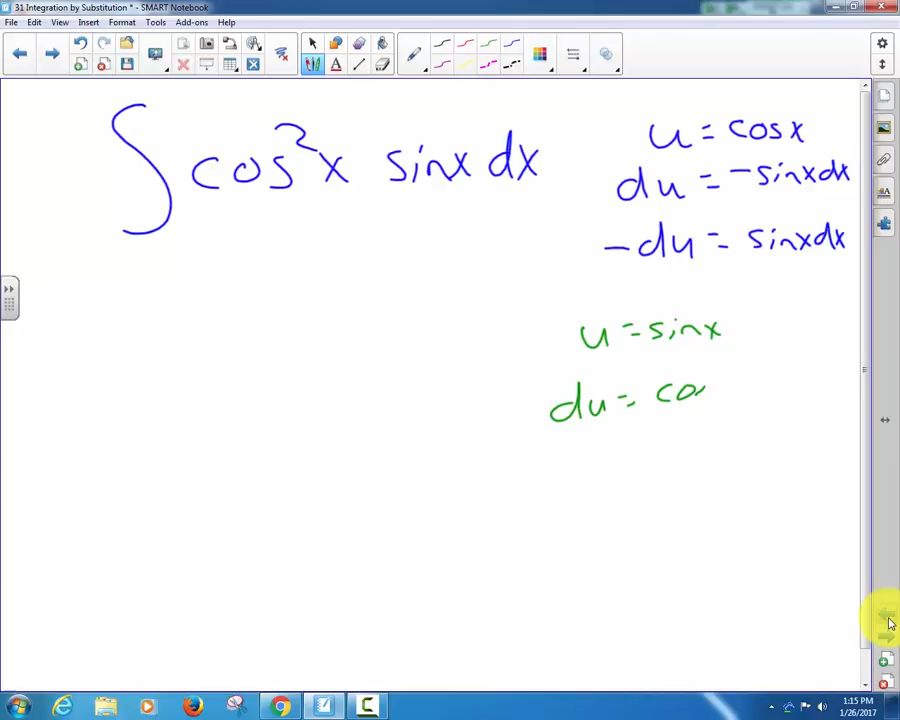 31 Integration by Substitution * - SMART Notebook
File Edit View Insert Format Tools Add-ons Help
∫ cos²x sinx dx
u = cosx
du = -sinxdx
-du = sinxdx
u = sinx
du = cos
1:15 PM
1/26/2017